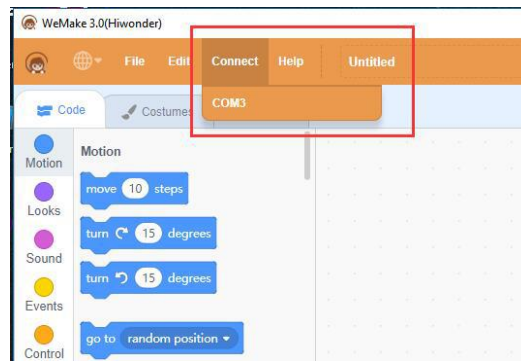 WeMake 3.0(Hiwonder)
File Edit Connect Help Untitled
COM3
Code Costumes
Motion Motion
move 10 steps
Looks
turn 15 degrees
Sound
turn 15 degrees
Events
go to random position
Control